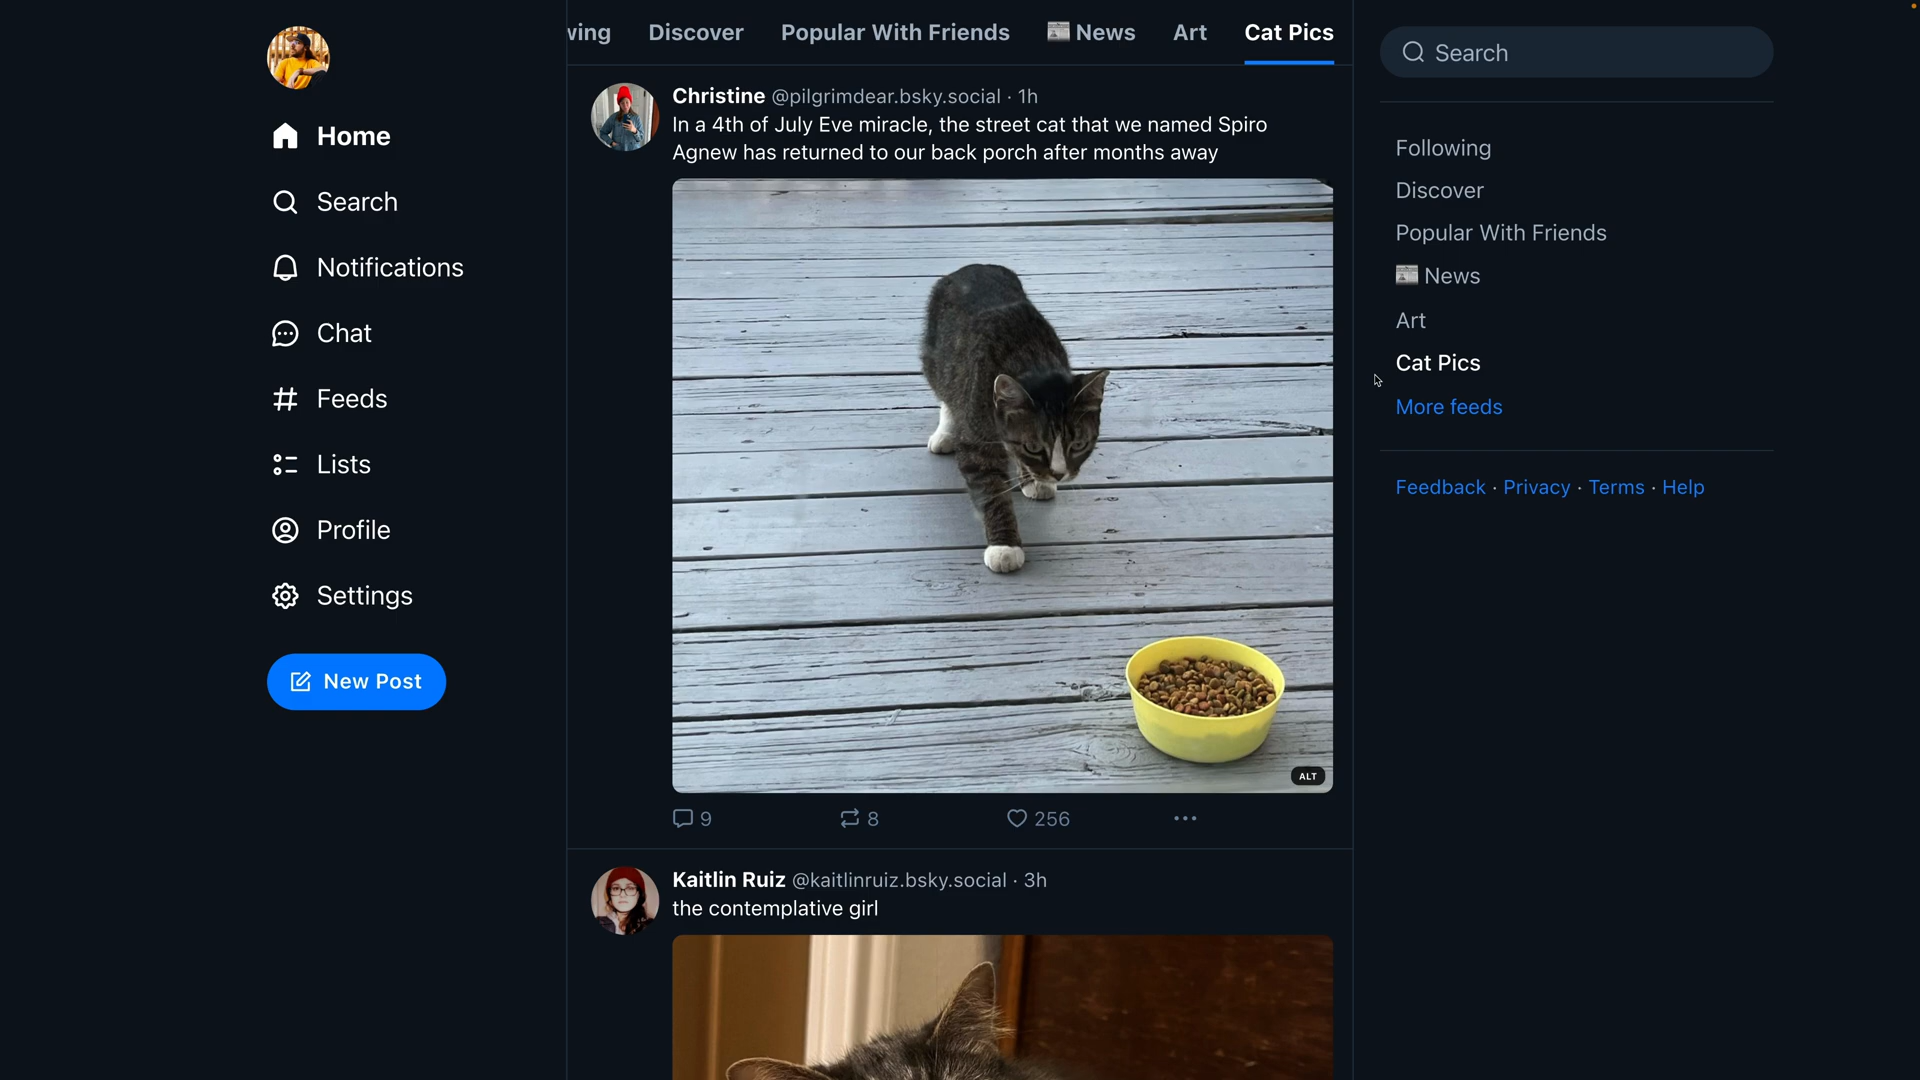 Home
Search
Notifications
Chat
Feeds
Lists
Profile
Settings
New Post
wing
Discover
Popular With Friends
📰 News
Art
Cat Pics
Christine @pilgrimdear.bsky.social · 1h
In a 4th of July Eve miracle, the street cat that we named Spiro
Agnew has returned to our back porch after months away
ALT
9
8
256
Kaitlin Ruiz @kaitlinruiz.bsky.social · 3h
the contemplative girl
Search
Following
Discover
Popular With Friends
📰 News
Art
Cat Pics
More feeds
Feedback · Privacy · Terms · Help